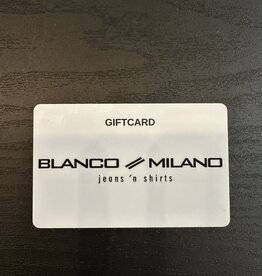 GIFTCARD
BLANCO // MILANO
jeans 'n shirts